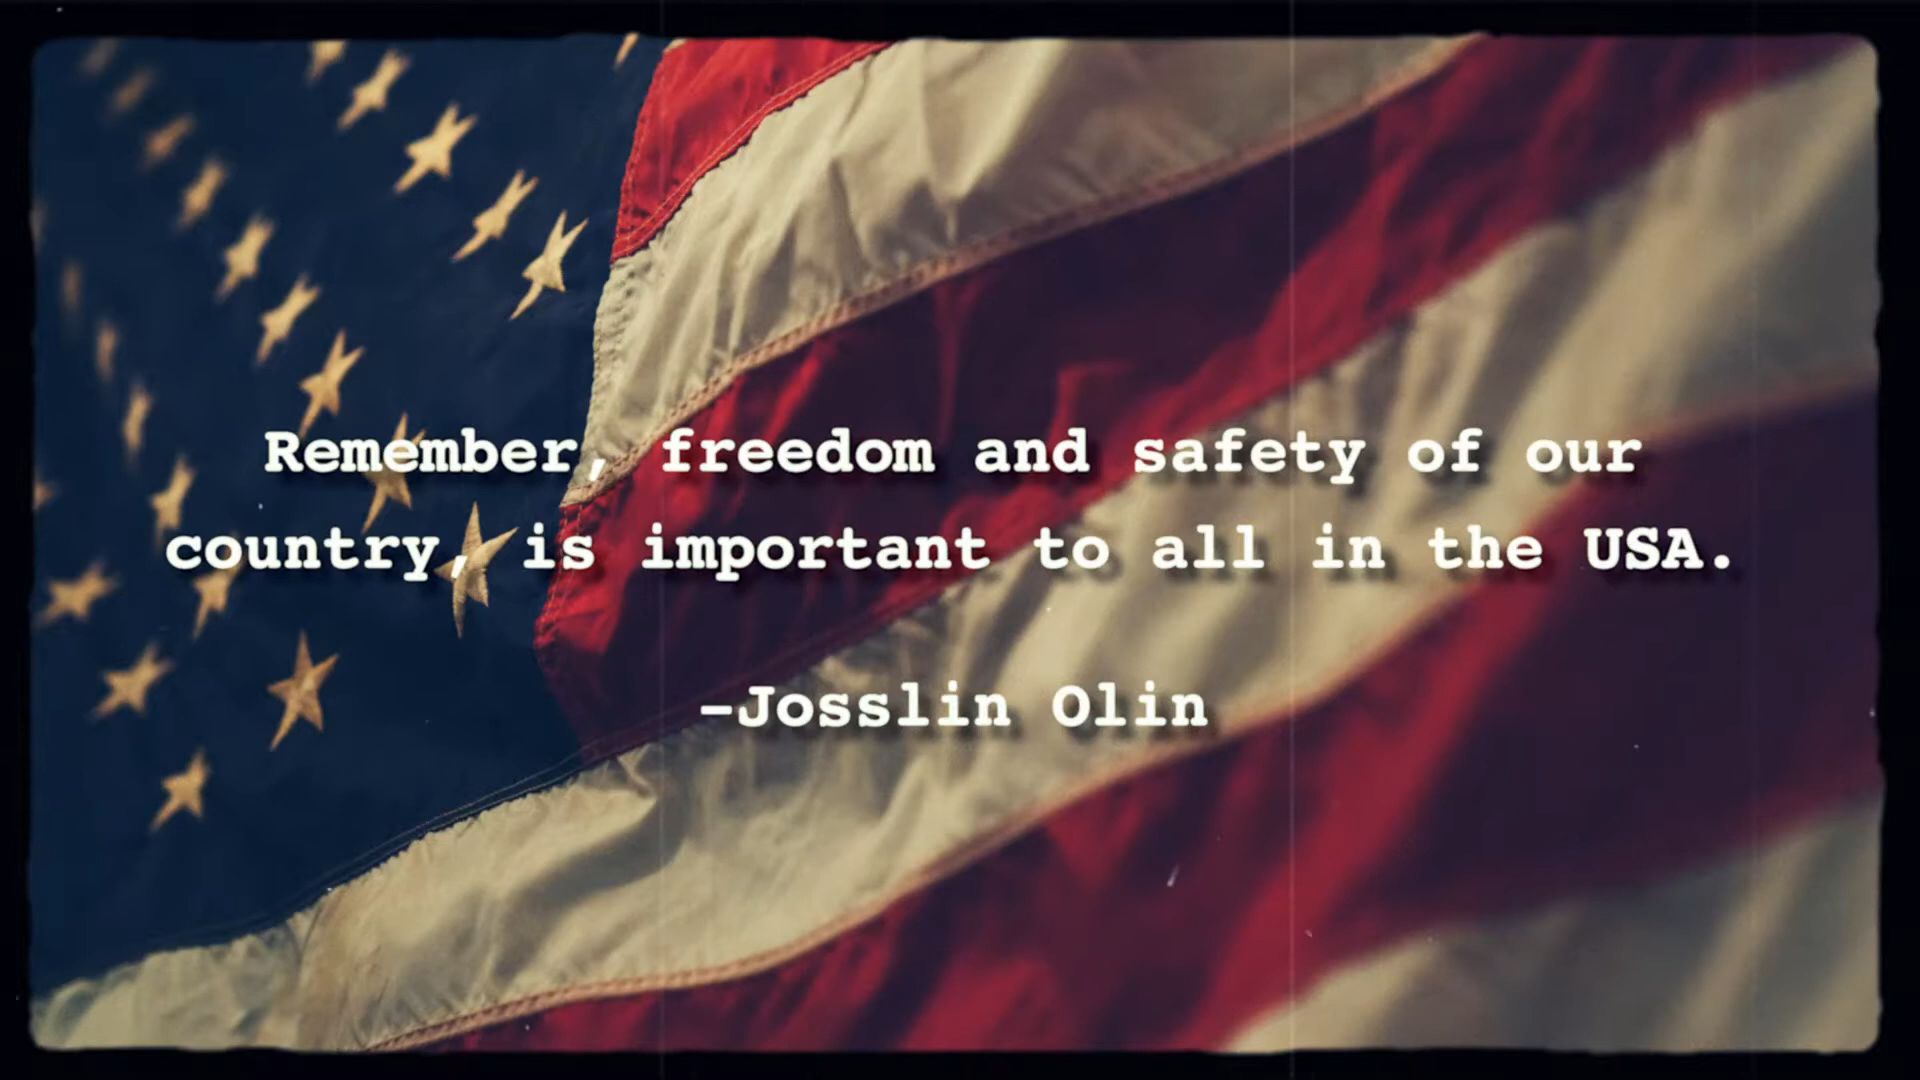 Remember, freedom and safety of our
country, is important to all in the USA.
-Josslin Olin